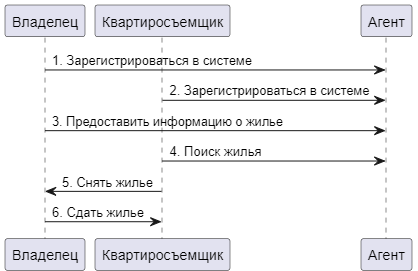 Владелец
Квартиросъемщик
Агент
1. Зарегистрироваться в системе
2. Зарегистрироваться в системе
3. Предоставить информацию о жилье
4. Поиск жилья
5. Снять жилье
6. Сдать жилье
Владелец
Квартиросъемщик
Агент